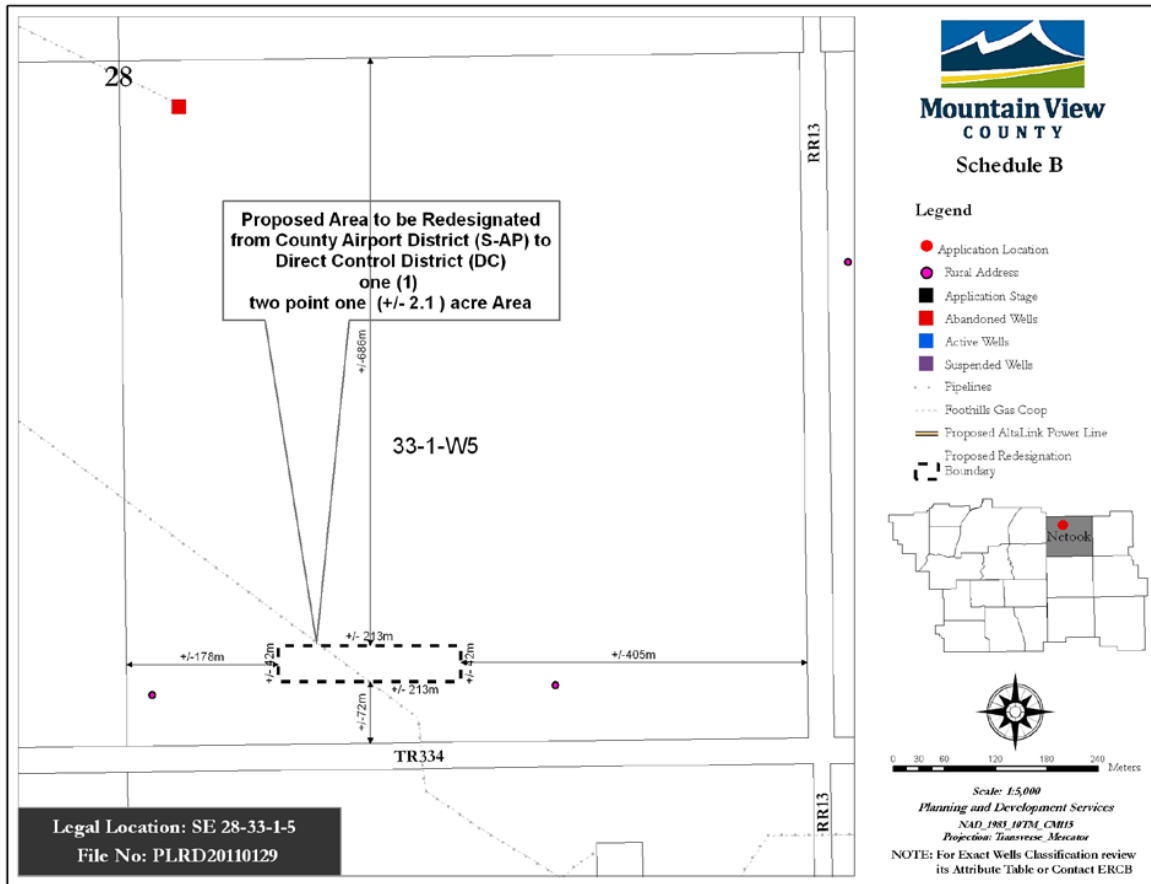 28
RR13
Proposed Area to be Redesignated
from County Airport District (S-AP) to
Direct Control District (DC)
one (1)
two point one (+/- 2.1 ) acre Area
+/-686m
33-1-W5
+/- 213m
+/-178m
+/- 42m
+/- 42m
+/-405m
+/- 213m
+/-72m
TR334
RR13
Legal Location: SE 28-33-1-5
File No: PLRD20110129
Mountain View
COUNTY
Schedule B
Legend
Application Location
Rural Address
Application Stage
Abandoned Wells
Active Wells
Suspended Wells
Pipelines
Foothills Gas Coop
Proposed AltaLink Power Line
Proposed Redesignation
Boundary
Netook
0 30 60 120 180 240
Meters
Scale: 1:5,000
Planning and Development Services
NAD_1983_10TM_CM115
Projection: Transverse_Mercator
NOTE: For Exact Wells Classification review
its Attribute Table or Contact ERCB